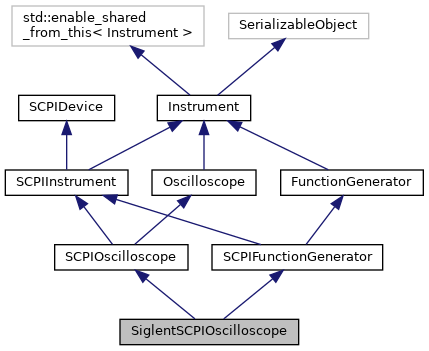 std::enable_shared
_from_this< Instrument >
SerializableObject
SCPIDevice
Instrument
SCPIInstrument
Oscilloscope
FunctionGenerator
SCPIOscilloscope
SCPIFunctionGenerator
SiglentSCPIOscilloscope